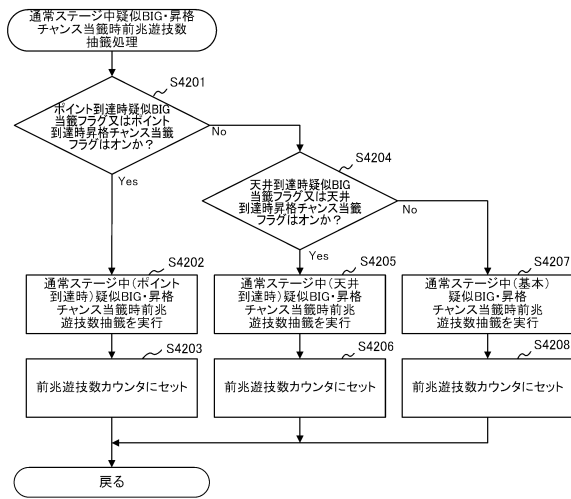 通常ステージ中疑似BIG・昇格
チャンス当籤時前兆遊技数
抽籤処理
S4201
ポイント到達時疑似BIG
当籤フラグ又はポイント
到達時昇格チャンス当籤
フラグはオンか？
No
Yes
S4204
天井到達時疑似BIG
当籤フラグ又は天井
到達時昇格チャンス当籤
フラグはオンか？
No
Yes
S4202
通常ステージ中（ポイント
到達時）疑似BIG・昇格
チャンス当籤時前兆
遊技数抽籤を実行
S4205
通常ステージ中（天井
到達時）疑似BIG・昇格
チャンス当籤時前兆
遊技数抽籤を実行
S4207
通常ステージ中（基本）
疑似BIG・昇格
チャンス当籤時前兆
遊技数抽籤を実行
S4203
前兆遊技数カウンタにセット
S4206
前兆遊技数カウンタにセット
S4208
前兆遊技数カウンタにセット
戻る